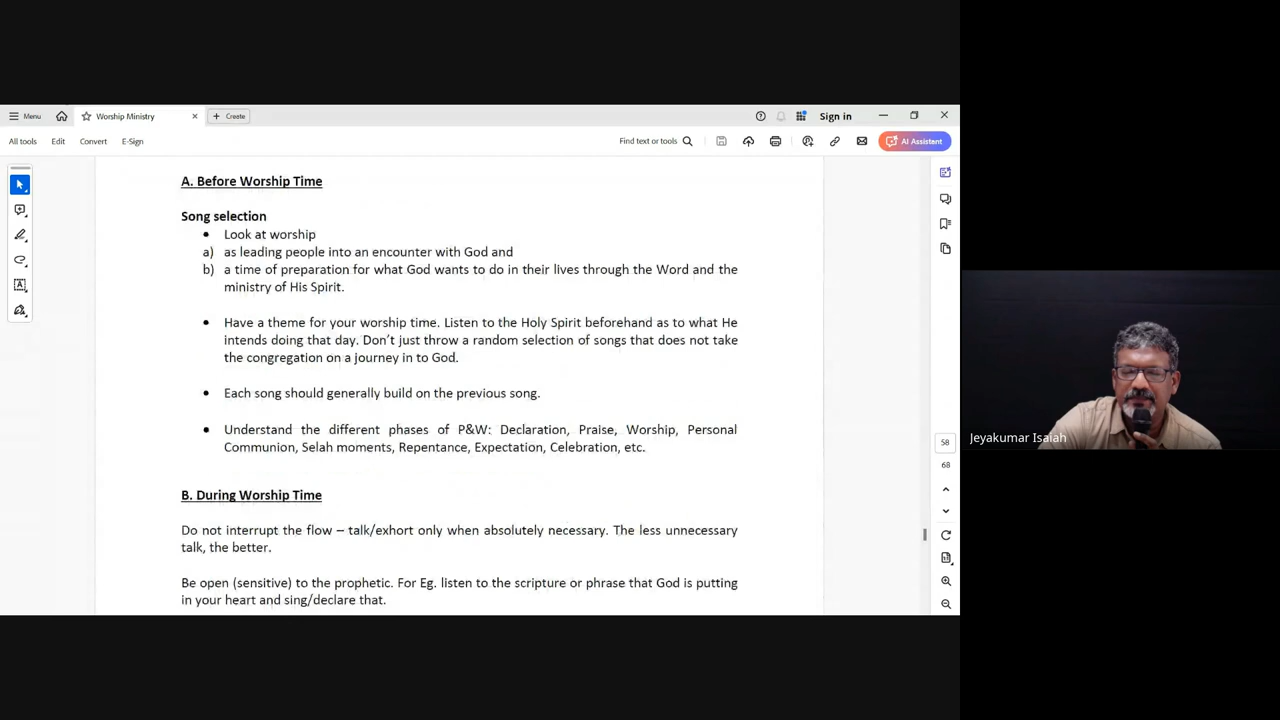 Menu
Worship Ministry
Create
Sign in
All tools
Edit
Convert
E-Sign
Find text or tools
AI Assistant
A. Before Worship Time
Song selection
• Look at worship
a) as leading people into an encounter with God and
b) a time of preparation for what God wants to do in their lives through the Word and the
ministry of His Spirit.
• Have a theme for your worship time. Listen to the Holy Spirit beforehand as to what He
intends doing that day. Don't just throw a random selection of songs that does not take
the congregation on a journey in to God.
• Each song should generally build on the previous song.
• Understand the different phases of P&W: Declaration, Praise, Worship, Personal
Communion, Selah moments, Repentance, Expectation, Celebration, etc.
B. During Worship Time
Do not interrupt the flow – talk/exhort only when absolutely necessary. The less unnecessary
talk, the better.
Be open (sensitive) to the prophetic. For Eg. listen to the scripture or phrase that God is putting
in your heart and sing/declare that.
58
68
Jeyakumar Isaiah